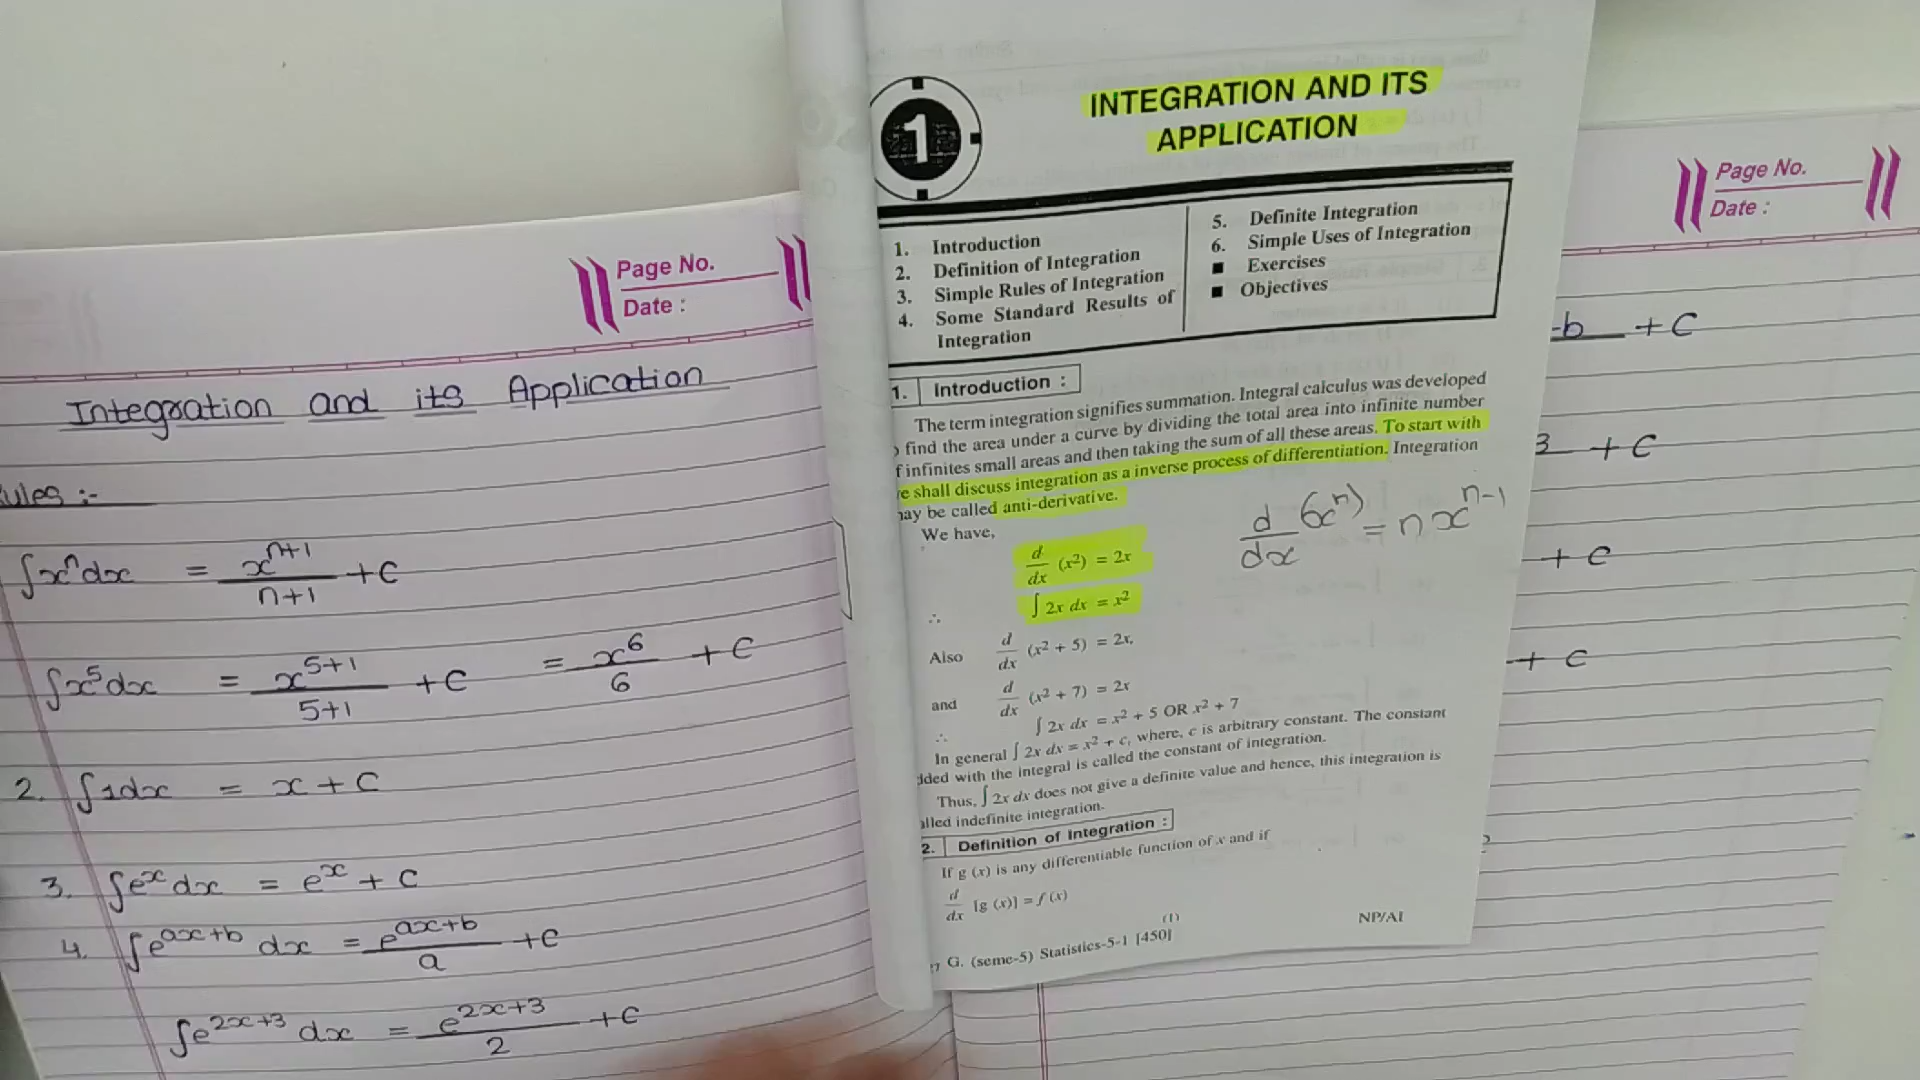 Page No.
Date :
Integration and its Application
ules :-
∫xⁿdx = xⁿ⁺¹/n+1 + c
∫x⁵dx = x⁵⁺¹/5+1 + c = x⁶/6 + c
2. ∫1dx = x + c
3. ∫eˣdx = eˣ + c
4. ∫eᵃˣ⁺ᵇ dx = eᵃˣ⁺ᵇ/a + c
∫e²ˣ⁺³ dx = e²ˣ⁺³/2 + c
1
INTEGRATION AND ITS
APPLICATION
1. Introduction
2. Definition of Integration
3. Simple Rules of Integration
4. Some Standard Results of
Integration
5. Definite Integration
6. Simple Uses of Integration
■ Exercises
■ Objectives
1. Introduction :
The term integration signifies summation. Integral calculus was developed
find the area under a curve by dividing the total area into infinite number
f infinites small areas and then taking the sum of all these areas. To start with
e shall discuss integration as a inverse process of differentiation. Integration
ay be called anti-derivative.
We have,
d/dx (x²) = 2x
d/dx (xⁿ) = nxⁿ⁻¹
∴ ∫ 2x dx = x²
Also d/dx (x² + 5) = 2x,
and d/dx (x² + 7) = 2x
∴ ∫ 2x dx = x² + 5 OR x² + 7
In general ∫ 2x dx = x² + c, where, c is arbitrary constant. The constant
dded with the integral is called the constant of integration.
Thus, ∫ 2x dx does not give a definite value and hence, this integration is
lled indefinite integration.
2. Definition of Integration :
If g (x) is any differentiable function of x and if
d/dx [g (x)] = f (x)
(1)
NP/AI
G. (seme-5) Statistics-5-1 [450]
Page No.
Date :
-b + c
3 + c
+ c
+ c